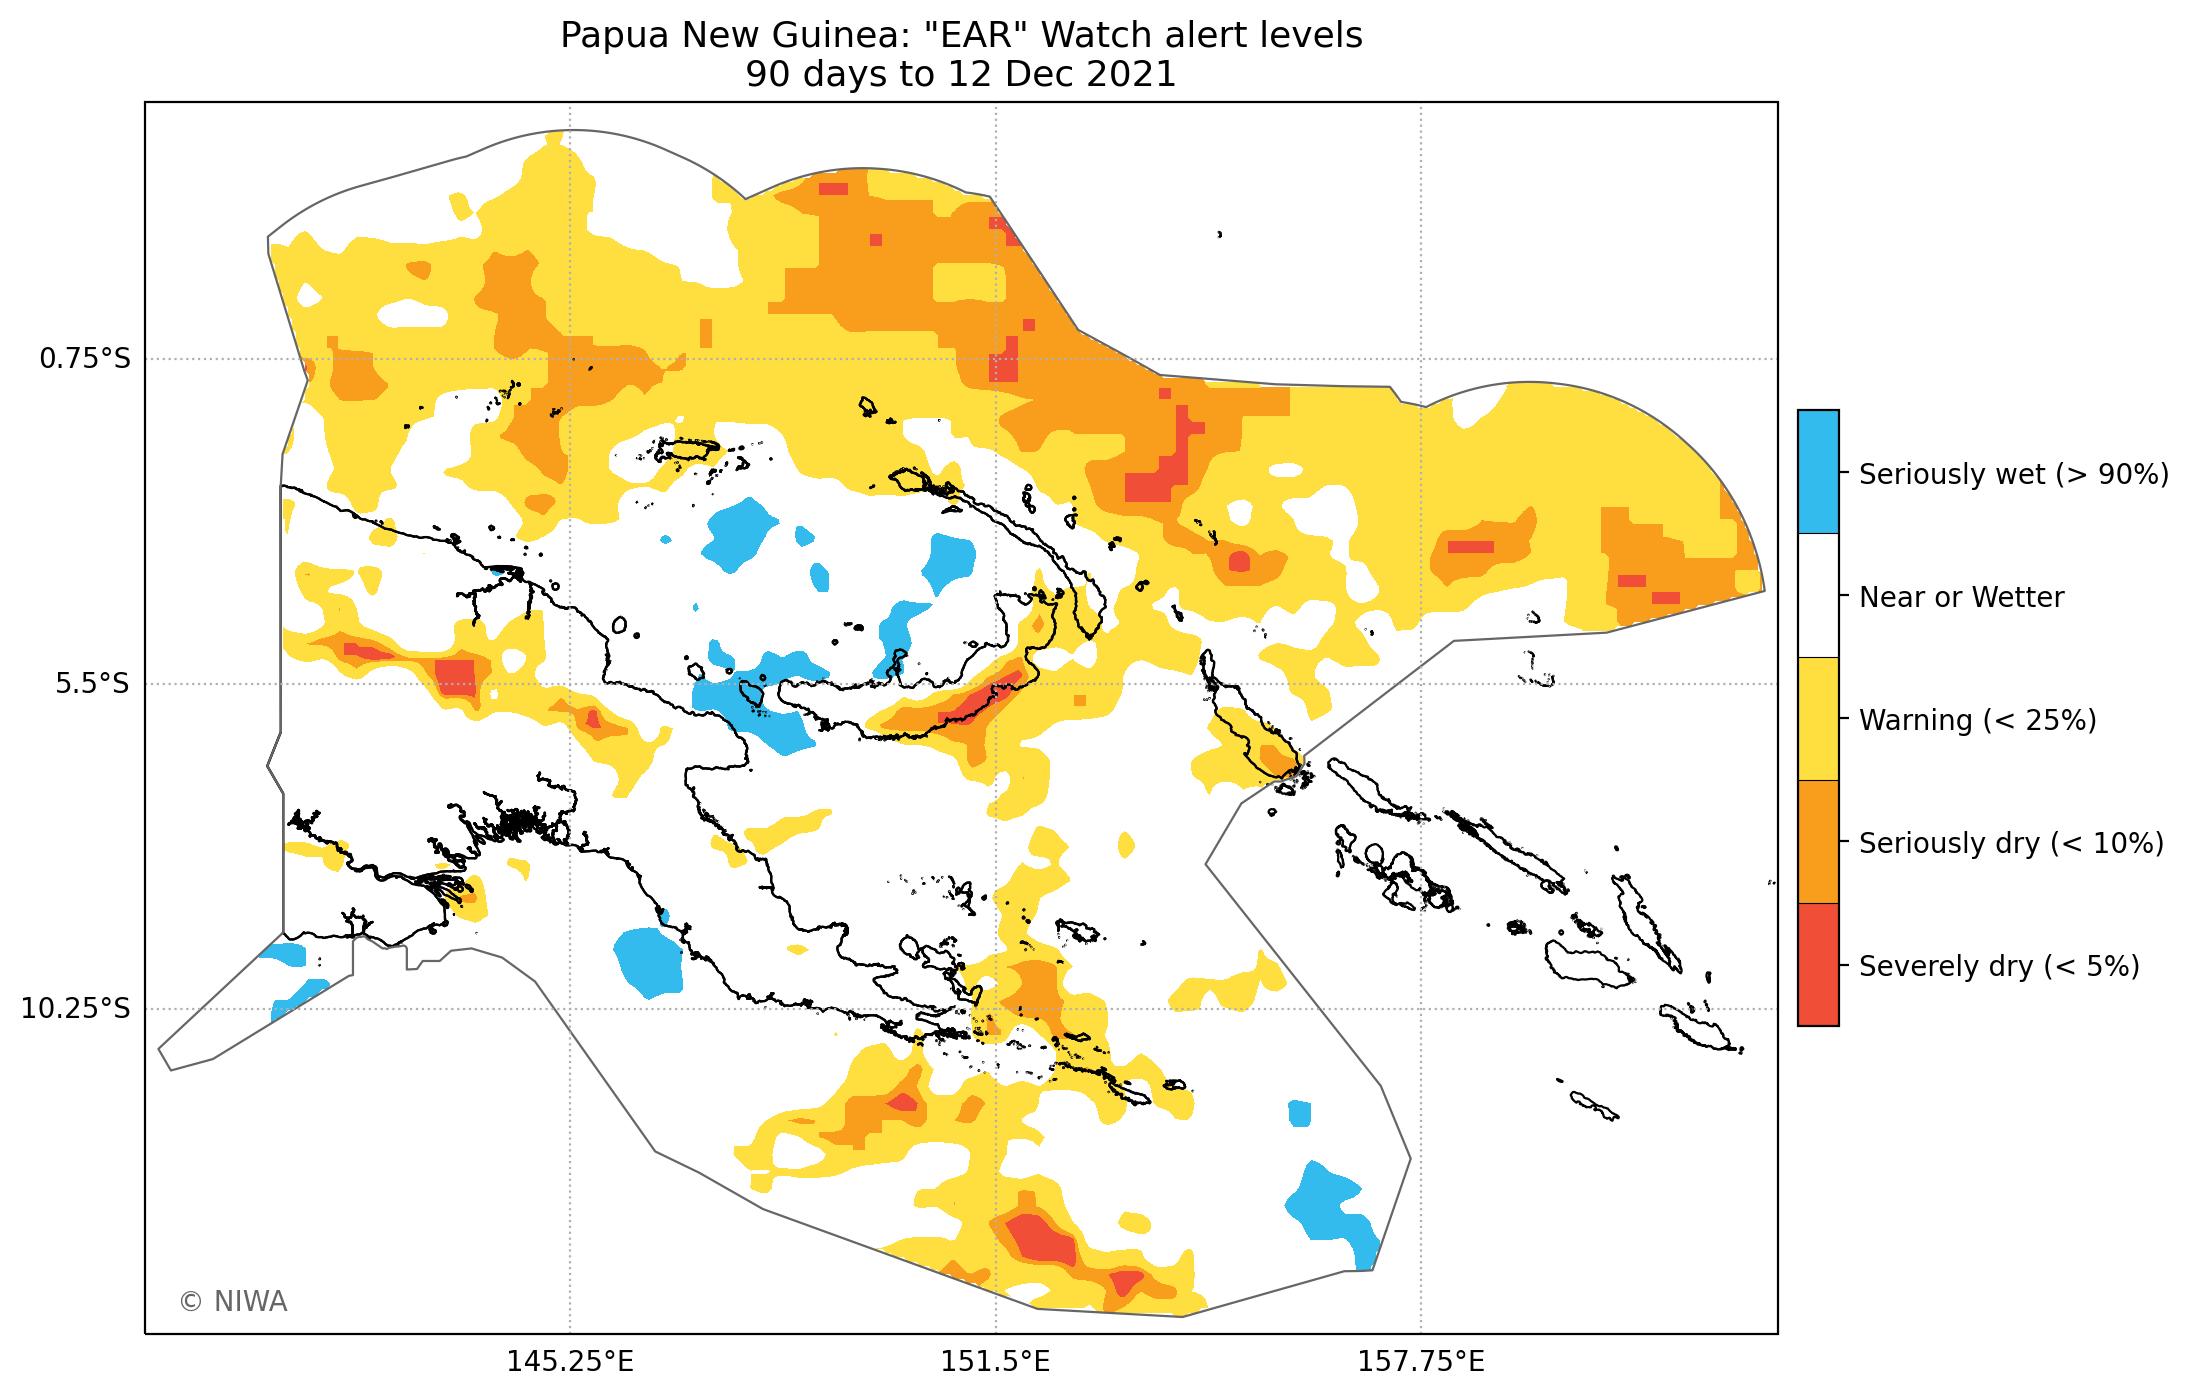 Papua New Guinea: "EAR" Watch alert levels
90 days to 12 Dec 2021
0.75°S
5.5°S
10.25°S
145.25°E
151.5°E
157.75°E
Seriously wet (> 90%)
Near or Wetter
Warning (< 25%)
Seriously dry (< 10%)
Severely dry (< 5%)
© NIWA